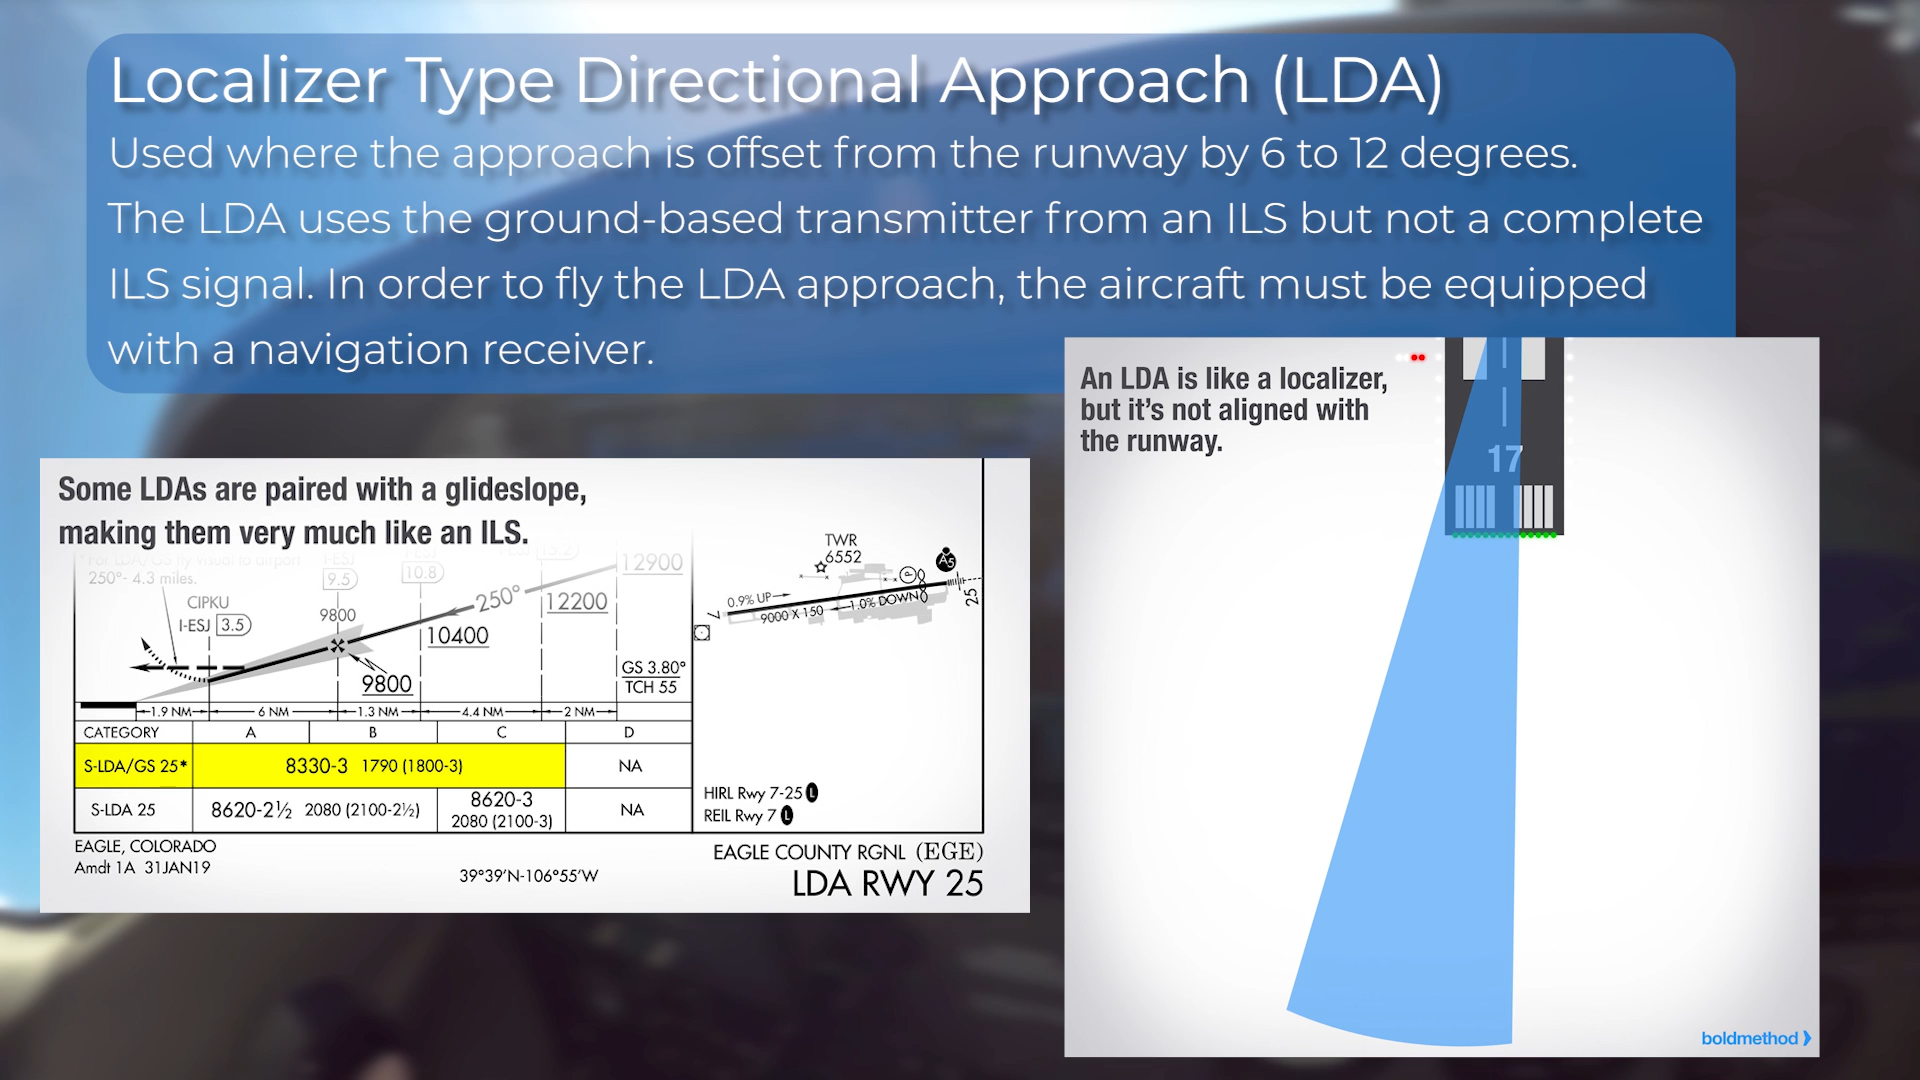 Localizer Type Directional Approach (LDA)
Used where the approach is offset from the runway by 6 to 12 degrees.
The LDA uses the ground-based transmitter from an ILS but not a complete
ILS signal. In order to fly the LDA approach, the aircraft must be equipped
with a navigation receiver.
Some LDAs are paired with a glideslope,
making them very much like an ILS.
250°- 4.3 miles.
I-ESJ
9.5
10.8
12900
CIPKU
I-ESJ 3.5
9800
250°
12200
10400
9800
GS 3.80°
TCH 55
1.9 NM
6 NM
1.3 NM
4.4 NM
2 NM
CATEGORY A B C D
S-LDA/GS 25* 8330-3 1790 (1800-3) NA
S-LDA 25 8620-2½ 2080 (2100-2½) 8620-3 2080 (2100-3) NA
EAGLE, COLORADO
Amdt 1A 31JAN19
39°39'N-106°55'W
TWR
6552
A5
P
0.9% UP
1.0% DOWN
9000 X 150
7
25
HIRL Rwy 7-25 L
REIL Rwy 7 L
EAGLE COUNTY RGNL (EGE)
LDA RWY 25
An LDA is like a localizer,
but it's not aligned with
the runway.
17
boldmethod